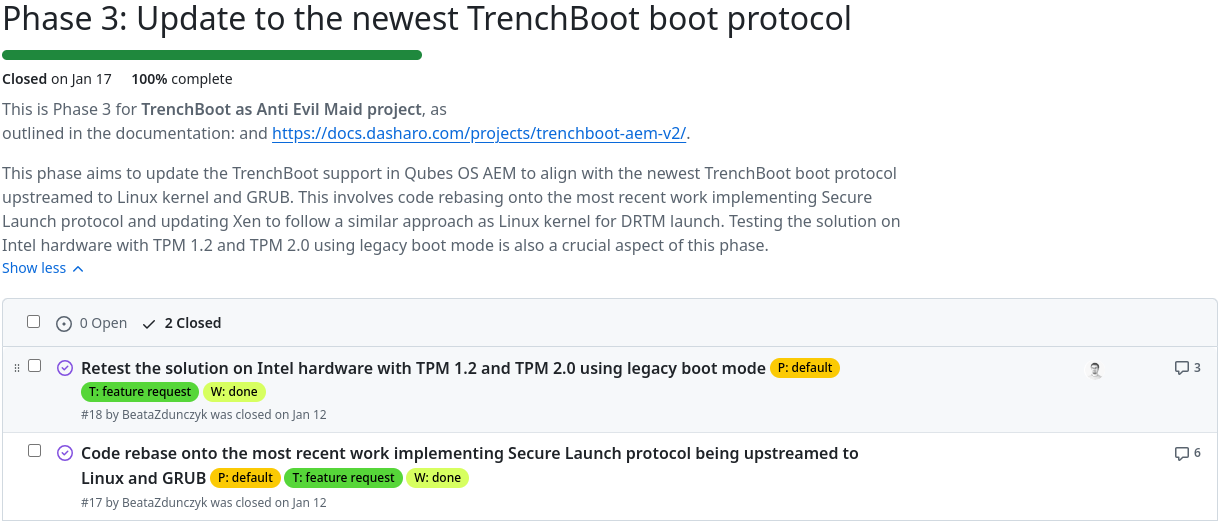 Phase 3: Update to the newest TrenchBoot boot protocol
Closed on Jan 17 100% complete
This is Phase 3 for TrenchBoot as Anti Evil Maid project, as
outlined in the documentation: and https://docs.dasharo.com/projects/trenchboot-aem-v2/.
This phase aims to update the TrenchBoot support in Qubes OS AEM to align with the newest TrenchBoot boot protocol
upstreamed to Linux kernel and GRUB. This involves code rebasing onto the most recent work implementing Secure
Launch protocol and updating Xen to follow a similar approach as Linux kernel for DRTM launch. Testing the solution on
Intel hardware with TPM 1.2 and TPM 2.0 using legacy boot mode is also a crucial aspect of this phase.
Show less
0 Open 2 Closed
Retest the solution on Intel hardware with TPM 1.2 and TPM 2.0 using legacy boot mode P: default 3
T: feature request W: done
#18 by BeataZdunczyk was closed on Jan 12
Code rebase onto the most recent work implementing Secure Launch protocol being upstreamed to 6
Linux and GRUB P: default T: feature request W: done
#17 by BeataZdunczyk was closed on Jan 12